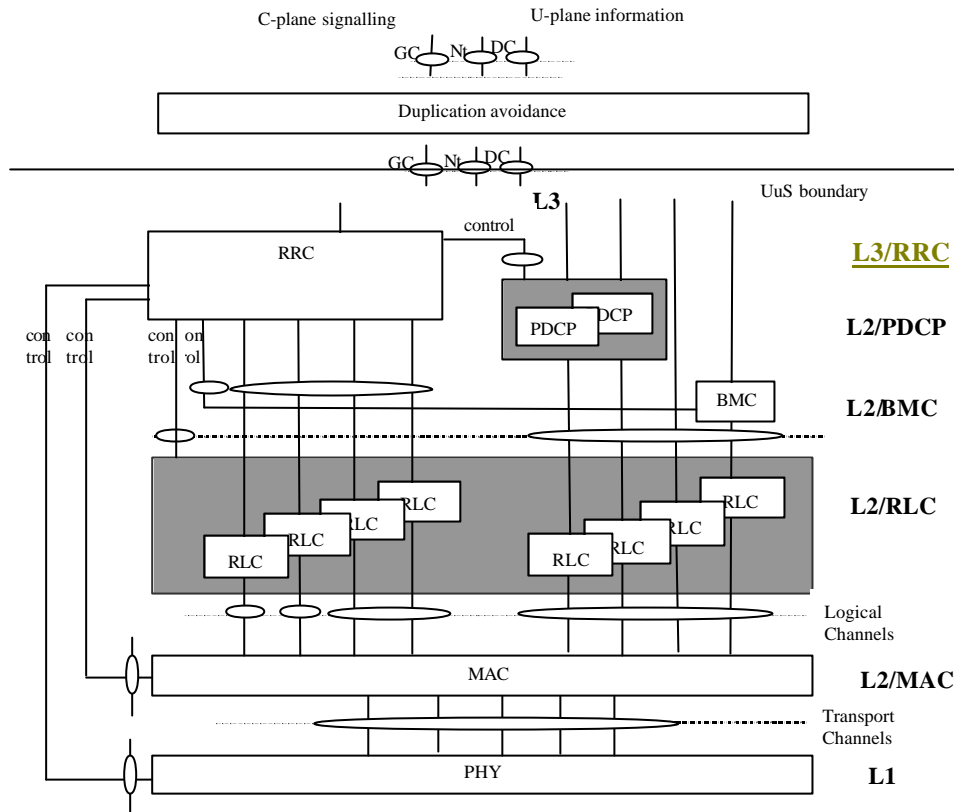 C-plane signalling
U-plane information
GC
Nt
DC
Duplication avoidance
GC
Nt
DC
UuS boundary
L3
control
RRC
L3/RRC
PDCP
DCP
L2/PDCP
con
trol
con
trol
con
trol
on
rol
BMC
L2/BMC
RLC
RLC
RLC
RLC
RLC
RLC
RLC
RLC
L2/RLC
Logical
Channels
MAC
L2/MAC
Transport
Channels
PHY
L1